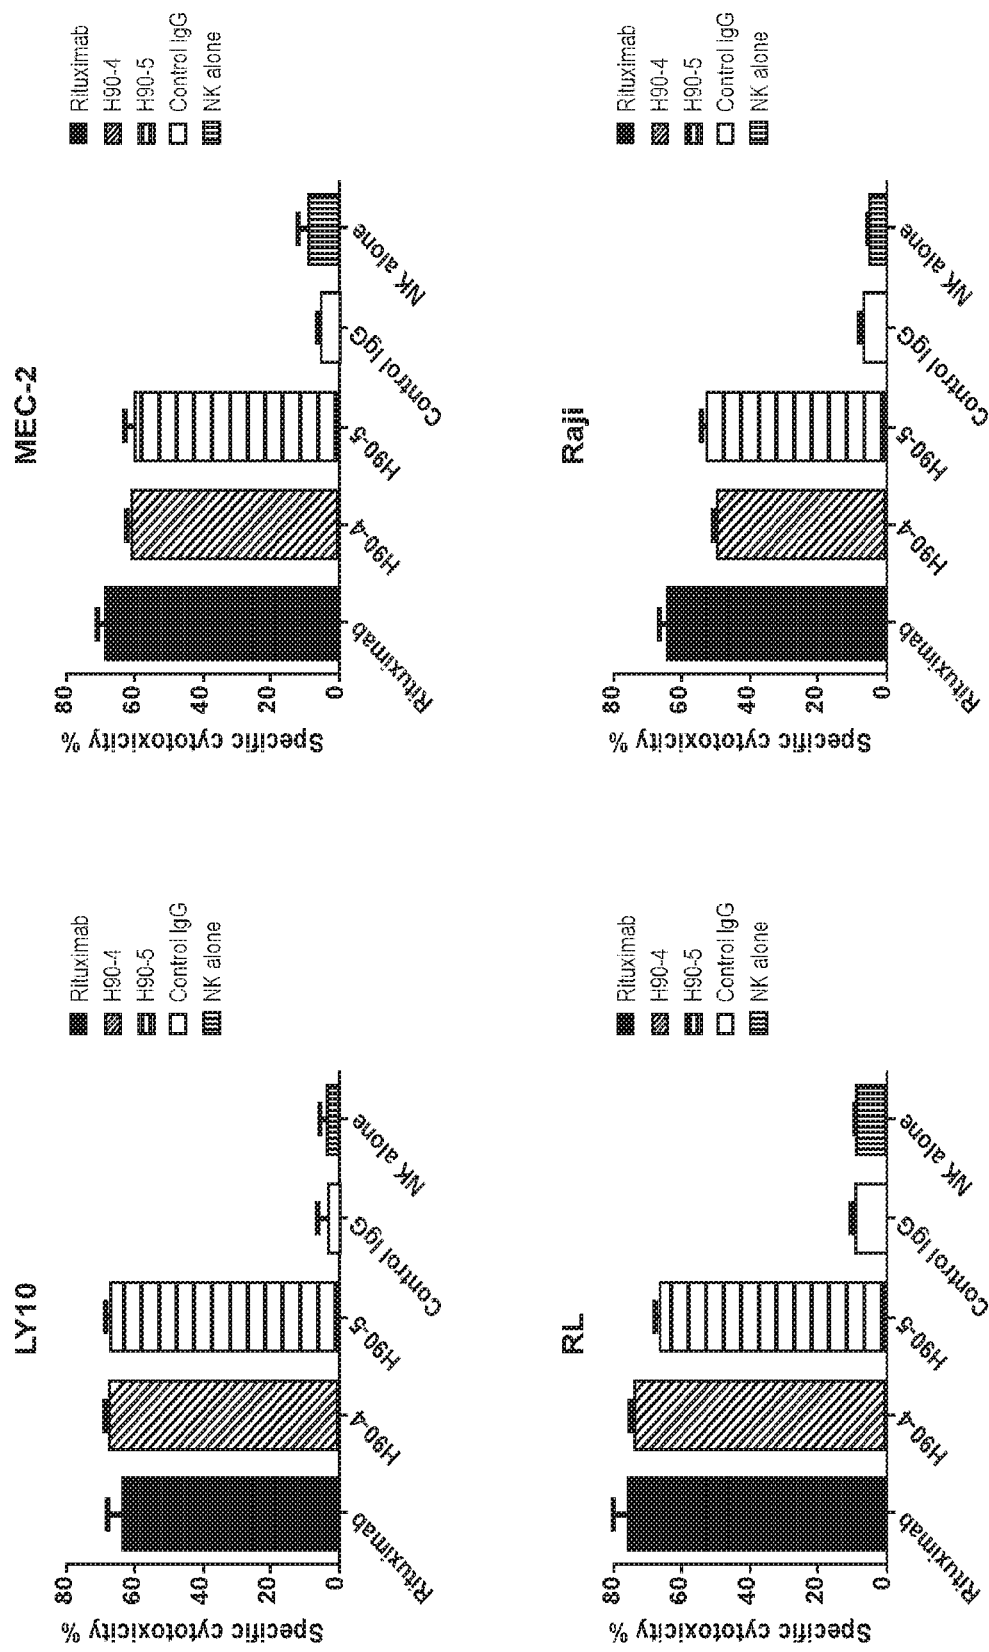 LY10
Specific cytotoxicity %
80
60
40
20
0
Rituximab
H90-4
H90-5
Control IgG
NK alone
Rituximab
H90-4
H90-5
Control IgG
NK alone
MEC-2
Specific cytotoxicity %
80
60
40
20
0
Rituximab
H90-4
H90-5
Control IgG
NK alone
Rituximab
H90-4
H90-5
Control IgG
NK alone
RL
Specific cytotoxicity %
80
60
40
20
0
Rituximab
H90-4
H90-5
Control IgG
NK alone
Rituximab
H90-4
H90-5
Control IgG
NK alone
Raji
Specific cytotoxicity %
80
60
40
20
0
Rituximab
H90-4
H90-5
Control IgG
NK alone
Rituximab
H90-4
H90-5
Control IgG
NK alone